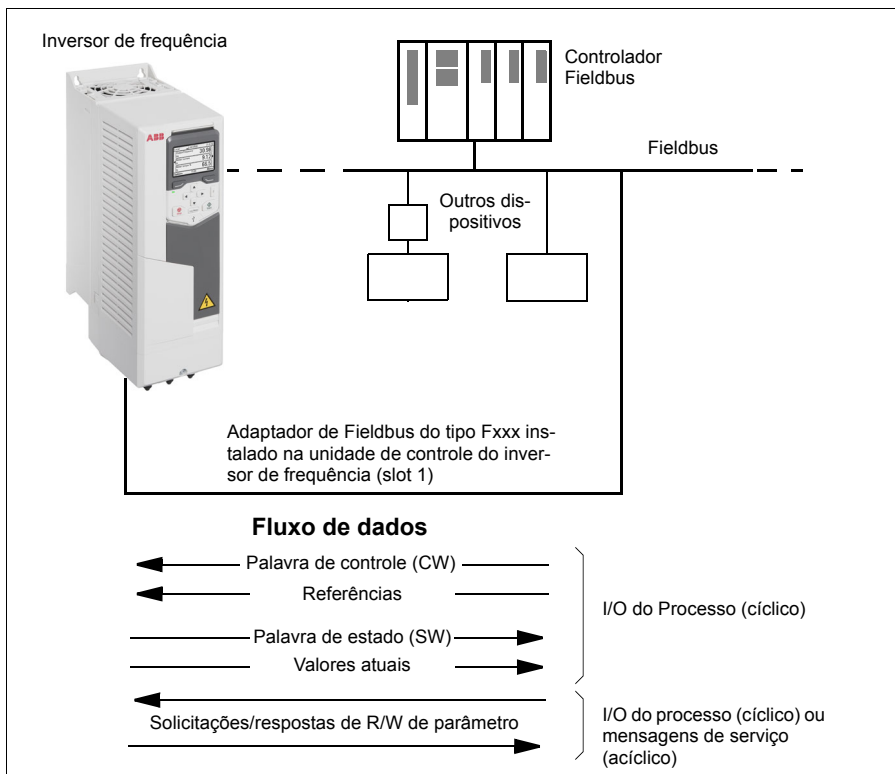 Inversor de frequência
Controlador
Fieldbus
ABB
Fieldbus
Outros dis-
positivos
Adaptador de Fieldbus do tipo Fxxx ins-
talado na unidade de controle do inver-
sor de frequência (slot 1)
Fluxo de dados
Palavra de controle (CW)
Referências
I/O do Processo (cíclico)
Palavra de estado (SW)
Valores atuais
Solicitações/respostas de R/W de parâmetro
I/O do processo (cíclico) ou
mensagens de serviço
(acíclico)